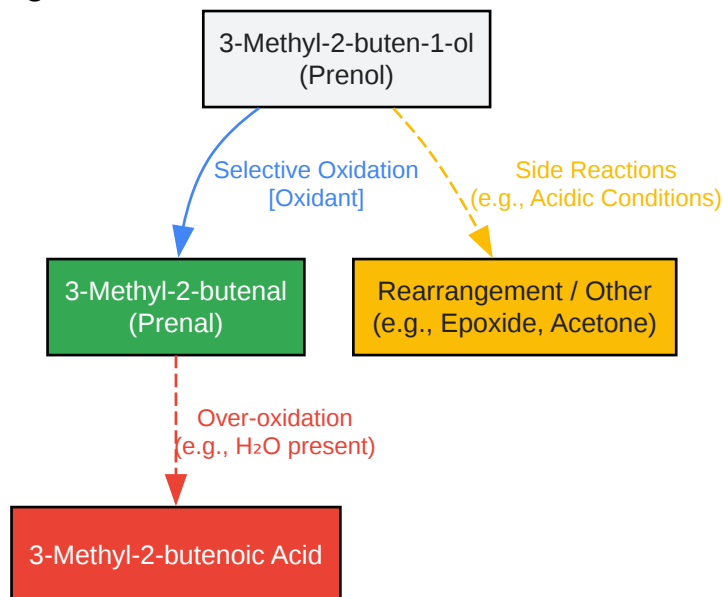 3-Methyl-2-buten-1-ol
(Prenol)
Selective Oxidation
[Oxidant]
Side Reactions
(e.g., Acidic Conditions)
3-Methyl-2-butenal
(Prenal)
Rearrangement / Other
(e.g., Epoxide, Acetone)
Over-oxidation
(e.g., H₂O present)
3-Methyl-2-butenoic Acid